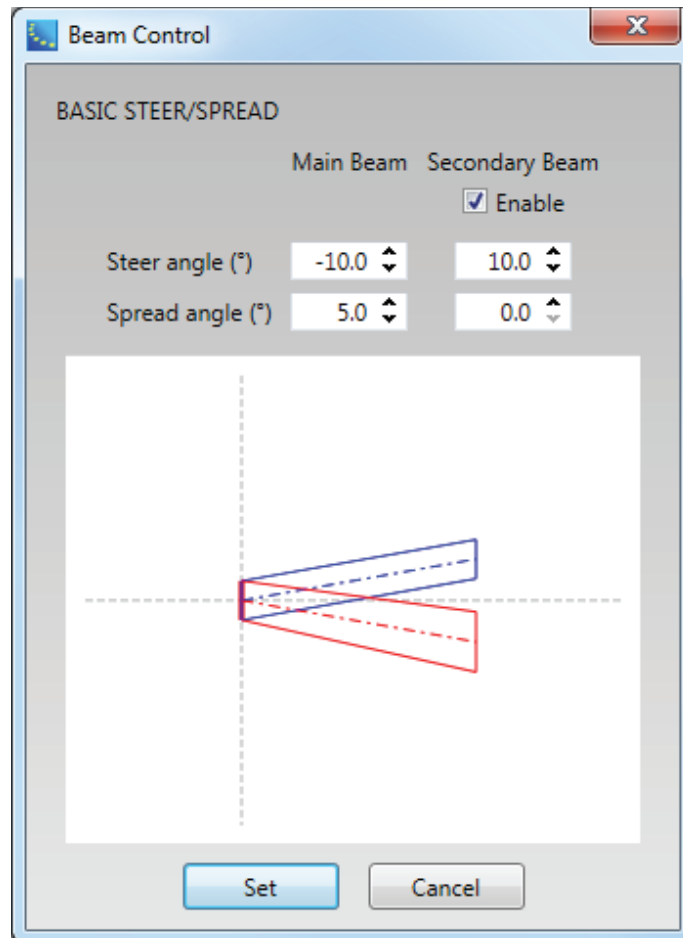 Beam Control
BASIC STEER/SPREAD
Main Beam Secondary Beam
Enable
Steer angle (°) -10.0 10.0
Spread angle (°) 5.0 0.0
Set Cancel